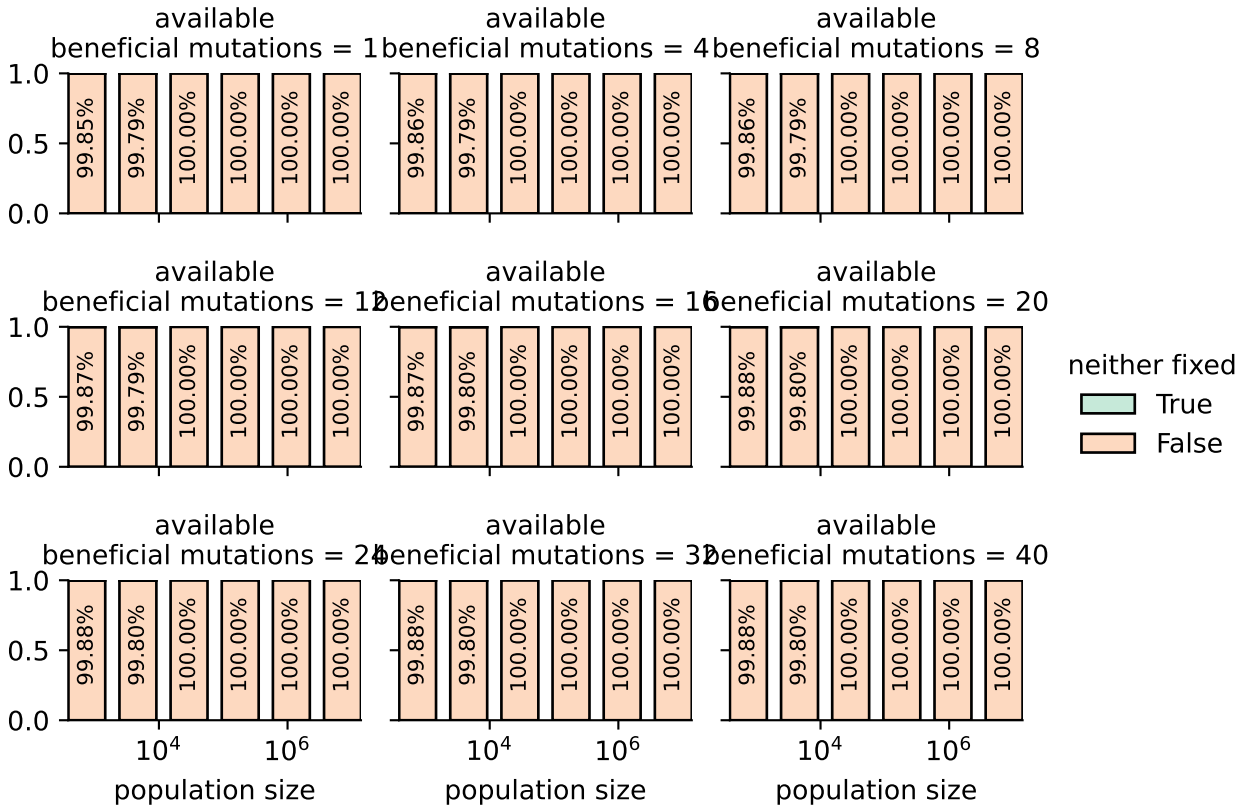 available
beneficial mutations = 1
available
beneficial mutations = 4
available
beneficial mutations = 8
1.0
0.5
0.0
99.85%
99.79%
100.00%
100.00%
100.00%
100.00%
99.86%
99.79%
100.00%
100.00%
100.00%
100.00%
99.86%
99.79%
100.00%
100.00%
100.00%
100.00%
available
beneficial mutations = 12
available
beneficial mutations = 16
available
beneficial mutations = 20
1.0
0.5
0.0
99.87%
99.79%
100.00%
100.00%
100.00%
100.00%
99.87%
99.80%
100.00%
100.00%
100.00%
100.00%
99.88%
99.80%
100.00%
100.00%
100.00%
100.00%
neither fixed
True
False
available
beneficial mutations = 24
available
beneficial mutations = 32
available
beneficial mutations = 40
1.0
0.5
0.0
99.88%
99.80%
100.00%
100.00%
100.00%
100.00%
99.88%
99.80%
100.00%
100.00%
100.00%
100.00%
99.88%
99.80%
100.00%
100.00%
100.00%
100.00%
10⁴
10⁶
10⁴
10⁶
10⁴
10⁶
population size
population size
population size